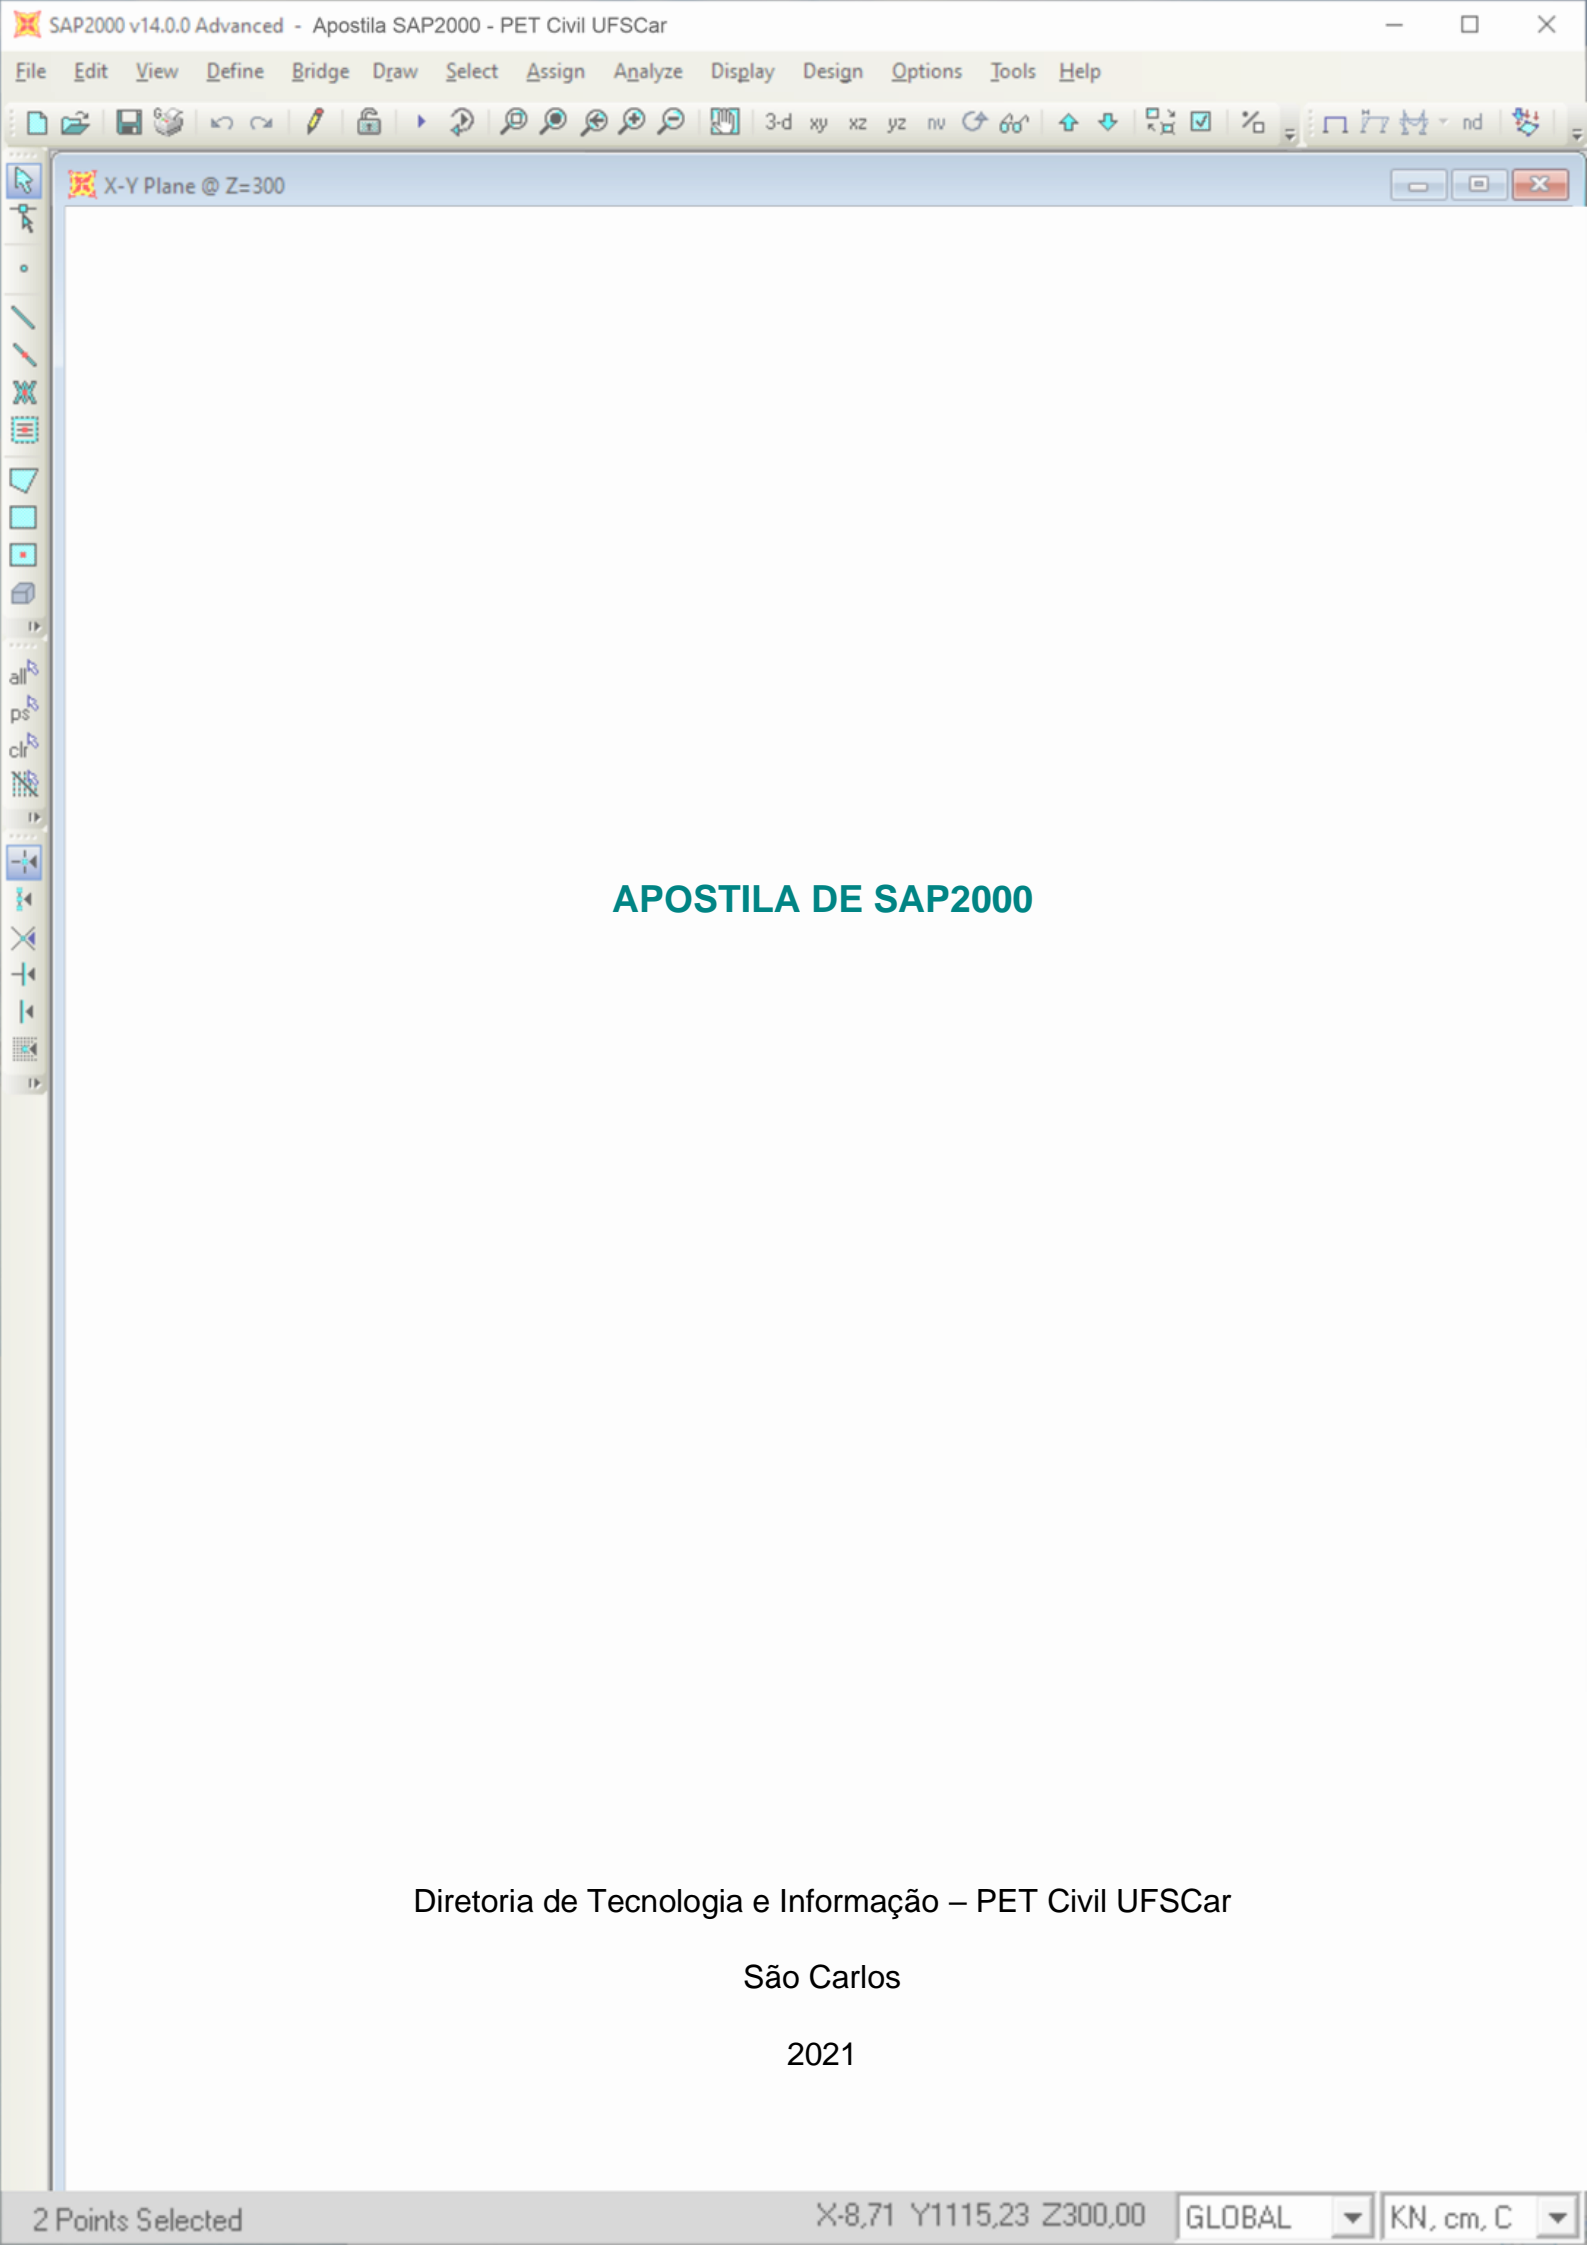 SAP2000 v14.0.0 Advanced - Apostila SAP2000 - PET Civil UFSCar
File Edit View Define Bridge Draw Select Assign Analyze Display Design Options Tools Help
3-d xy xz yz nv nd
X-Y Plane @ Z=300
all
ps
clr
APOSTILA DE SAP2000
Diretoria de Tecnologia e Informação – PET Civil UFSCar
São Carlos
2021
2 Points Selected X-8,71 Y1115,23 Z300,00 GLOBAL KN, cm, C